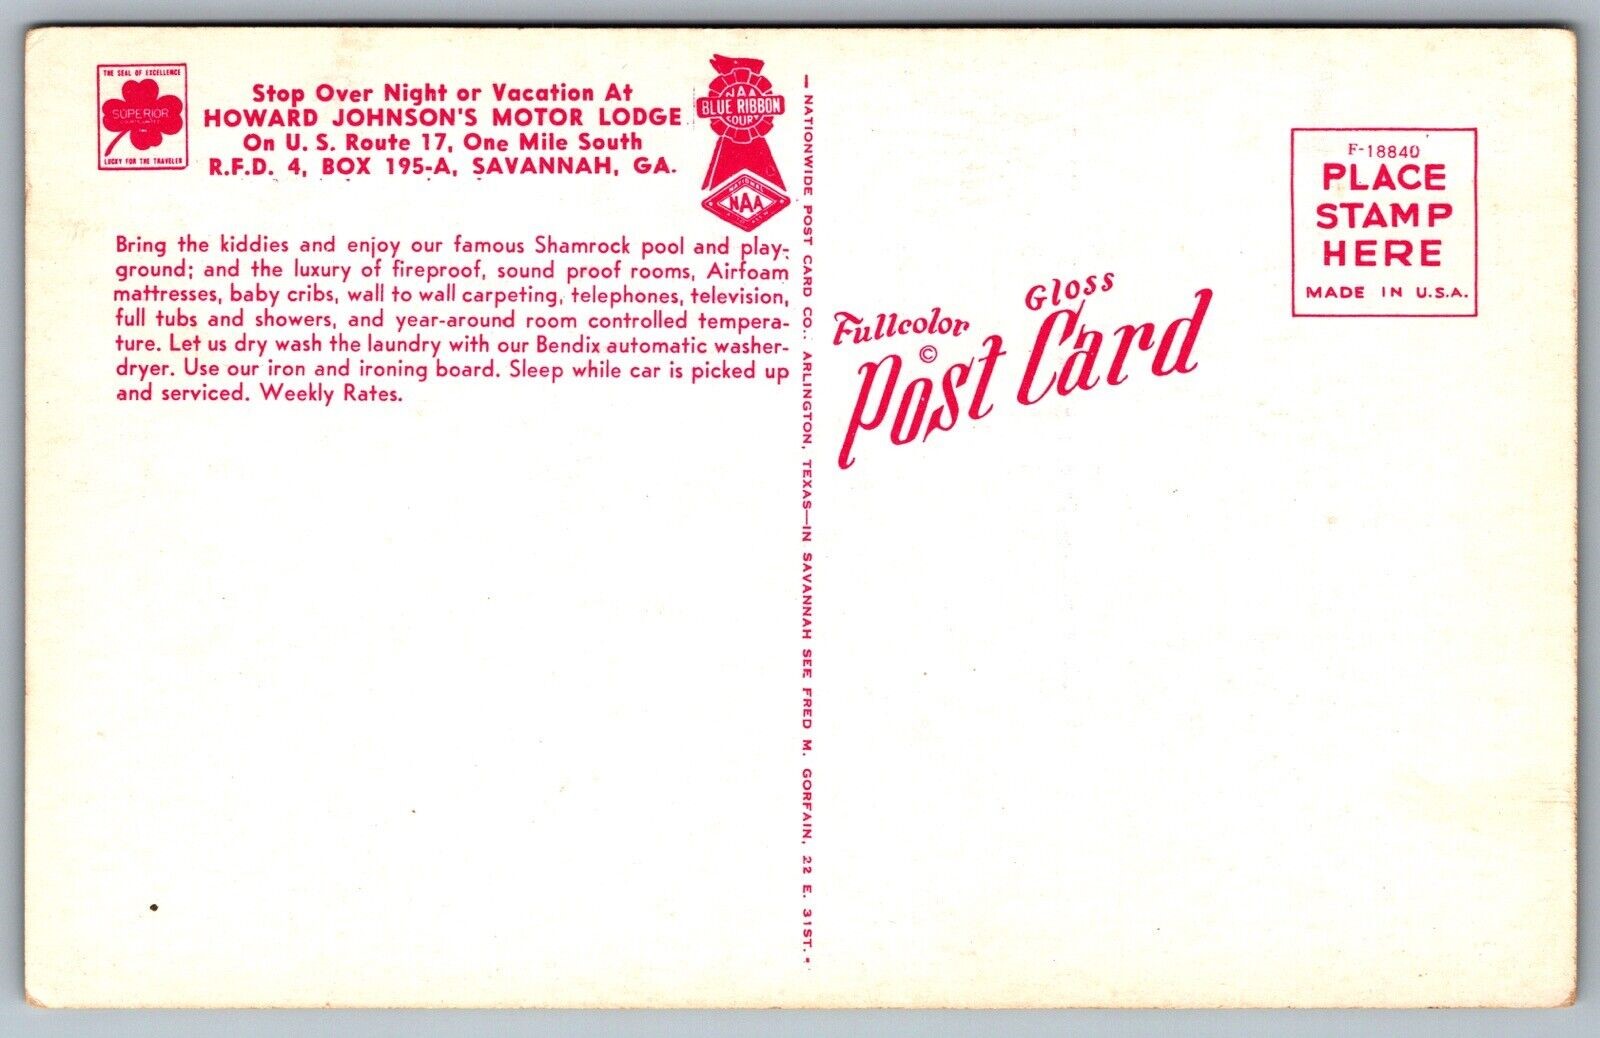 THE SEAL OF EXCELLENCE
SUPERIOR
LUCKY FOR THE TRAVELER
Stop Over Night or Vacation At
HOWARD JOHNSON'S MOTOR LODGE
On U. S. Route 17, One Mile South
R.F.D. 4, BOX 195-A, SAVANNAH, GA.
NAA
BLUE RIBBON
COURT
NATIONAL
NAA
Bring the kiddies and enjoy our famous Shamrock pool and play-
ground; and the luxury of fireproof, sound proof rooms, Airfoam
mattresses, baby cribs, wall to wall carpeting, telephones, television,
full tubs and showers, and year-around room controlled tempera-
ture. Let us dry wash the laundry with our Bendix automatic washer-
dryer. Use our iron and ironing board. Sleep while car is picked up
and serviced. Weekly Rates.
— NATIONWIDE POST CARD CO., ARLINGTON, TEXAS—IN SAVANNAH SEE FRED M. GORFAIN, 22 E. 31ST. •
Fullcolor Gloss
©
Post Card
F-18840
PLACE
STAMP
HERE
MADE IN U.S.A.